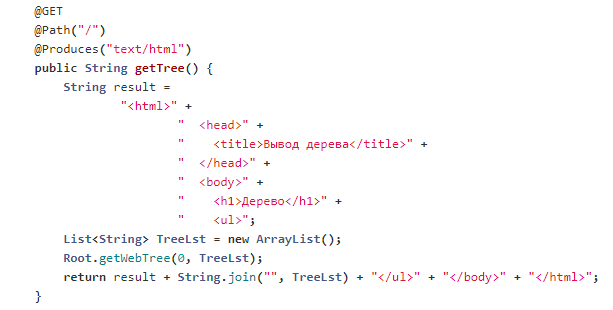 @GET
@Path("/")
@Produces("text/html")
public String getTree() {
    String result =
            "<html>" +
                    "  <head>" +
                    "    <title>Вывод дерева</title>" +
                    "  </head>" +
                    "  <body>" +
                    "    <h1>Дерево</h1>" +
                    "    <ul>";
    List<String> TreeLst = new ArrayList();
    Root.getWebTree(0, TreeLst);
    return result + String.join("", TreeLst) + "</ul>" + "</body>" + "</html>";
}